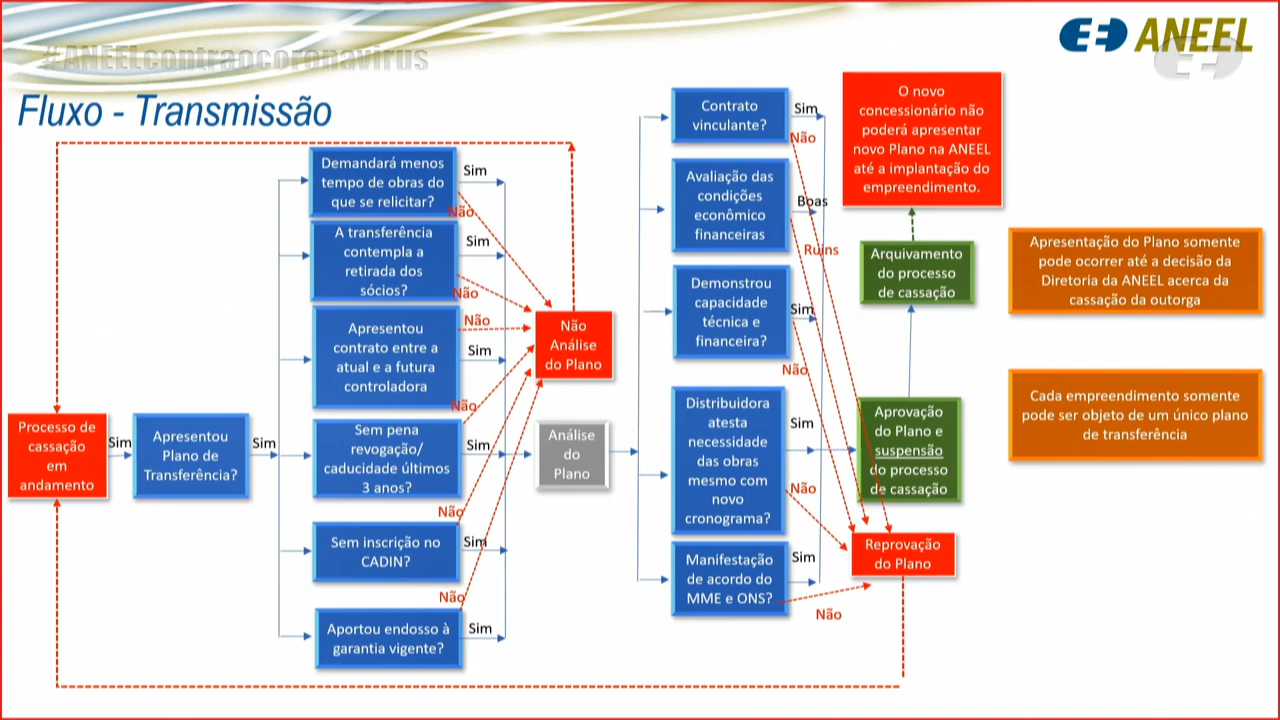 #ANEELcontraocoronavirus
ANEEL
Fluxo - Transmissão
Processo de
cassação
em
andamento
Sim
Apresentou
Plano de
Transferência?
Sim
Demandará menos
tempo de obras do
que se relicitar?
Sim
Não
A transferência
contempla a
retirada dos
sócios?
Sim
Não
Apresentou
contrato entre a
atual e a futura
controladora
Não
Sim
Sem pena
revogação/
caducidade últimos
3 anos?
Não
Sim
Sem inscrição no
CADIN?
Não
Sim
Aportou endosso à
garantia vigente?
Não
Sim
Não
Análise
do Plano
Análise
do
Plano
Contrato
vinculante?
Sim
Não
Avaliação das
condições
econômico
financeiras
Boas
Ruins
Demonstrou
capacidade
técnica e
financeira?
Sim
Não
Distribuidora
atesta
necessidade
das obras
mesmo com
novo
cronograma?
Sim
Não
Manifestação
de acordo do
MME e ONS?
Sim
Não
O novo
concessionário não
poderá apresentar
novo Plano na ANEEL
até a implantação do
empreendimento.
Arquivamento
do processo
de cassação
Aprovação
do Plano e
suspensão
do processo
de cassação
Reprovação
do Plano
Apresentação do Plano somente
pode ocorrer até a decisão da
Diretoria da ANEEL acerca da
cassação da outorga
Cada empreendimento somente
pode ser objeto de um único plano
de transferência